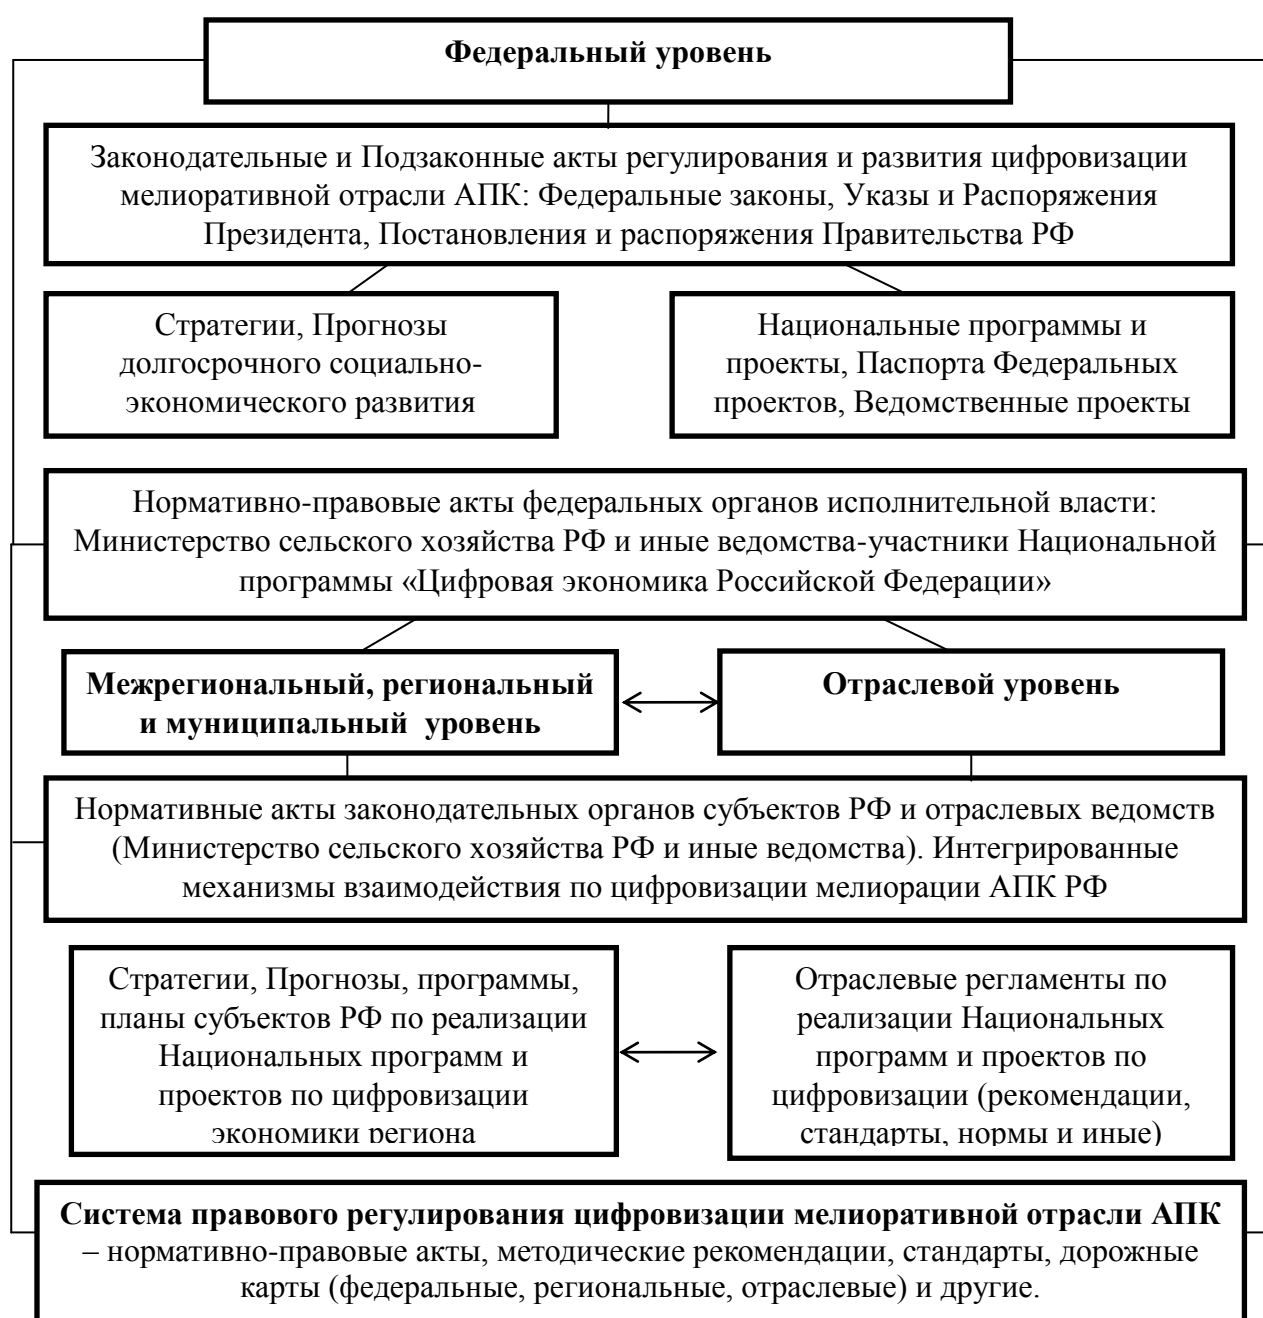 Федеральный уровень
Законодательные и Подзаконные акты регулирования и развития цифровизации
мелиоративной отрасли АПК: Федеральные законы, Указы и Распоряжения
Президента, Постановления и распоряжения Правительства РФ
Стратегии, Прогнозы
долгосрочного социально-
экономического развития
Национальные программы и
проекты, Паспорта Федеральных
проектов, Ведомственные проекты
Нормативно-правовые акты федеральных органов исполнительной власти:
Министерство сельского хозяйства РФ и иные ведомства-участники Национальной
программы «Цифровая экономика Российской Федерации»
Межрегиональный, региональный
и муниципальный уровень
Отраслевой уровень
Нормативные акты законодательных органов субъектов РФ и отраслевых ведомств
(Министерство сельского хозяйства РФ и иные ведомства). Интегрированные
механизмы взаимодействия по цифровизации мелиорации АПК РФ
Стратегии, Прогнозы, программы,
планы субъектов РФ по реализации
Национальных программ и
проектов по цифровизации
экономики региона
Отраслевые регламенты по
реализации Национальных
программ и проектов по
цифровизации (рекомендации,
стандарты, нормы и иные)
Система правового регулирования цифровизации мелиоративной отрасли АПК
– нормативно-правовые акты, методические рекомендации, стандарты, дорожные
карты (федеральные, региональные, отраслевые) и другие.